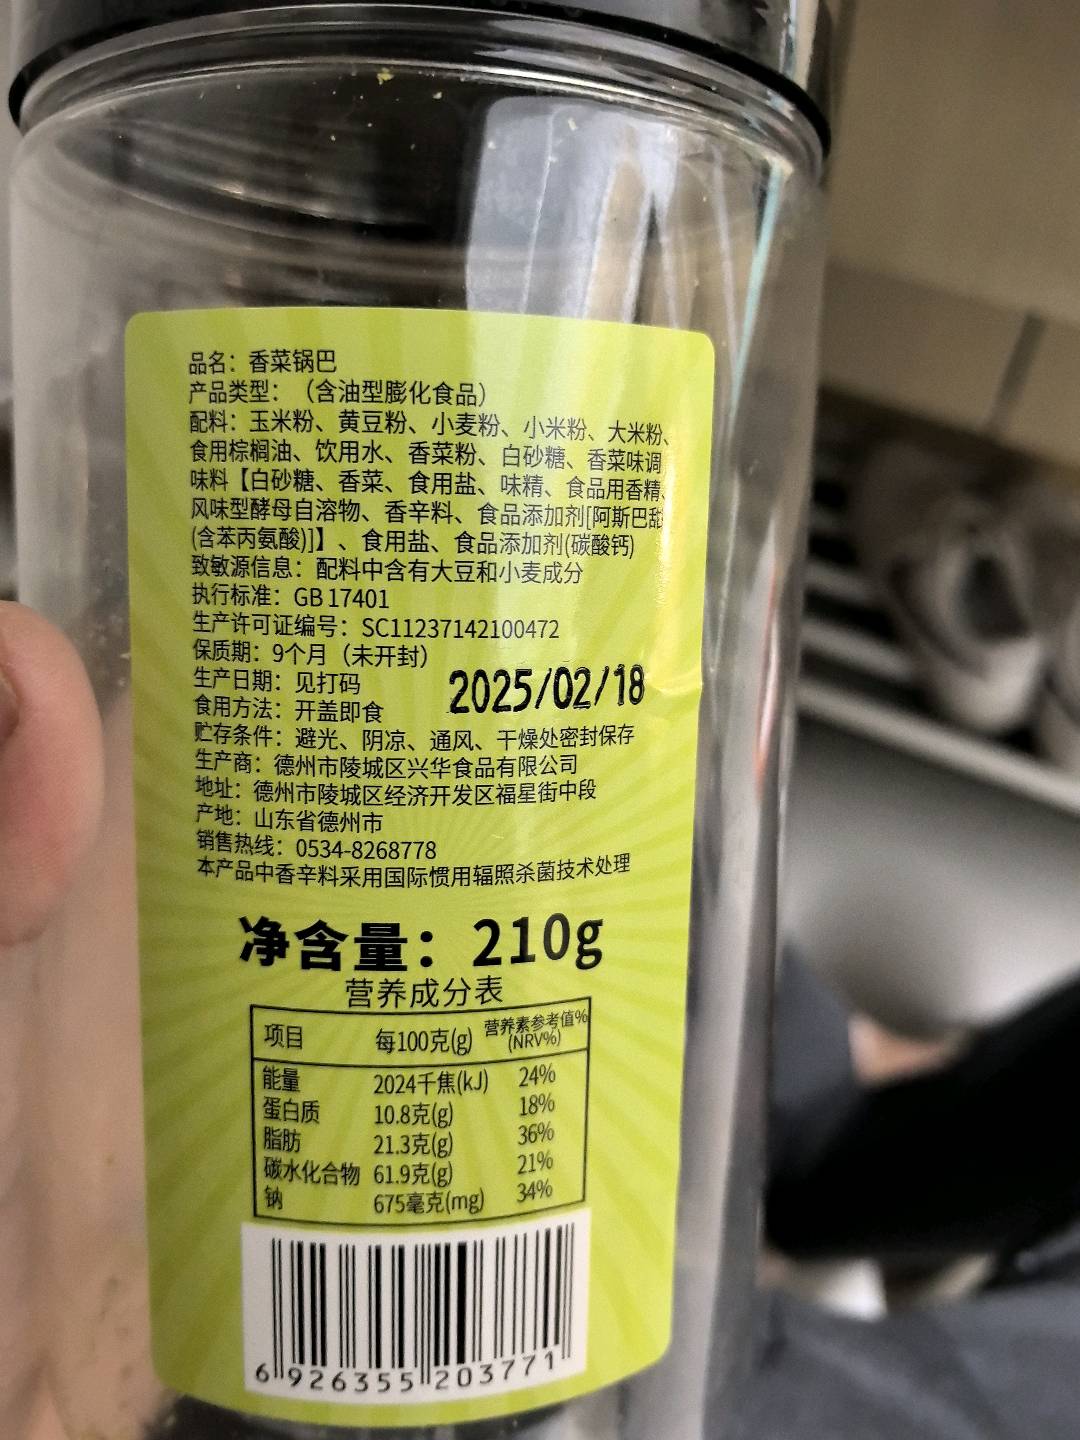 品名：香菜锅巴
产品类型：（含油型膨化食品）
配料：玉米粉、黄豆粉、小麦粉、小米粉、大米粉、
食用棕榈油、饮用水、香菜粉、白砂糖、香菜味调
味料【白砂糖、香菜、食用盐、味精、食品用香精、
风味型酵母自溶物、香辛料、食品添加剂[阿斯巴甜
(含苯丙氨酸)]】、食用盐、食品添加剂(碳酸钙)
致敏源信息：配料中含有大豆和小麦成分
执行标准：GB 17401
生产许可证编号：SC11237142100472
保质期：9个月（未开封）
生产日期：见打码
2025/02/18
食用方法：开盖即食
贮存条件：避光、阴凉、通风、干燥处密封保存
生产商：德州市陵城区兴华食品有限公司
地址：德州市陵城区经济开发区福星街中段
产地：山东省德州市
销售热线：0534-8268778
本产品中香辛料采用国际惯用辐照杀菌技术处理
净含量：210g
营养成分表
项目 每100克(g) 营养素参考值%(NRV%)
能量 2024千焦(kJ) 24%
蛋白质 10.8克(g) 18%
脂肪 21.3克(g) 36%
碳水化合物 61.9克(g) 21%
钠 675毫克(mg) 34%
6 926355 203771